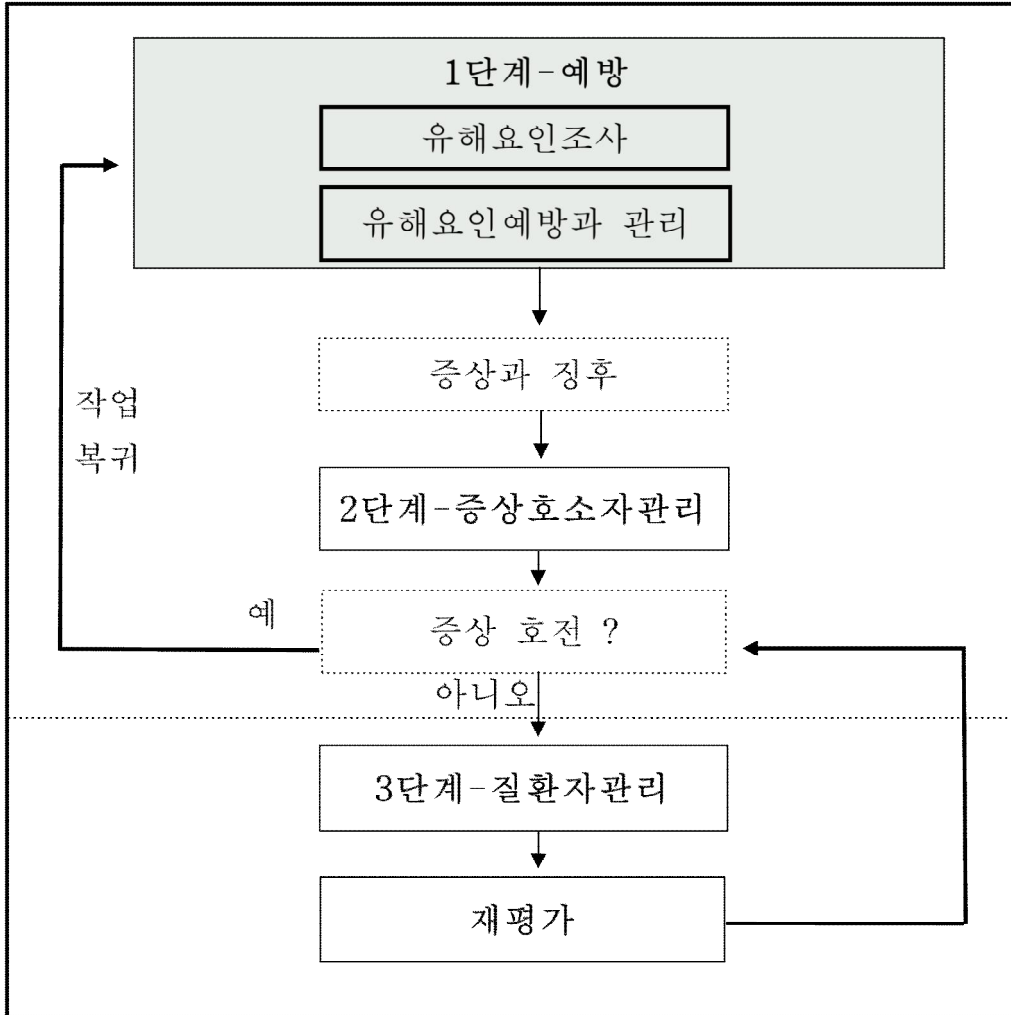 1단계-예방
유해요인조사
유해요인예방과 관리
증상과 징후
작업
복귀
2단계-증상호소자관리
예
증상 호전 ?
아니오
3단계-질환자관리
재평가